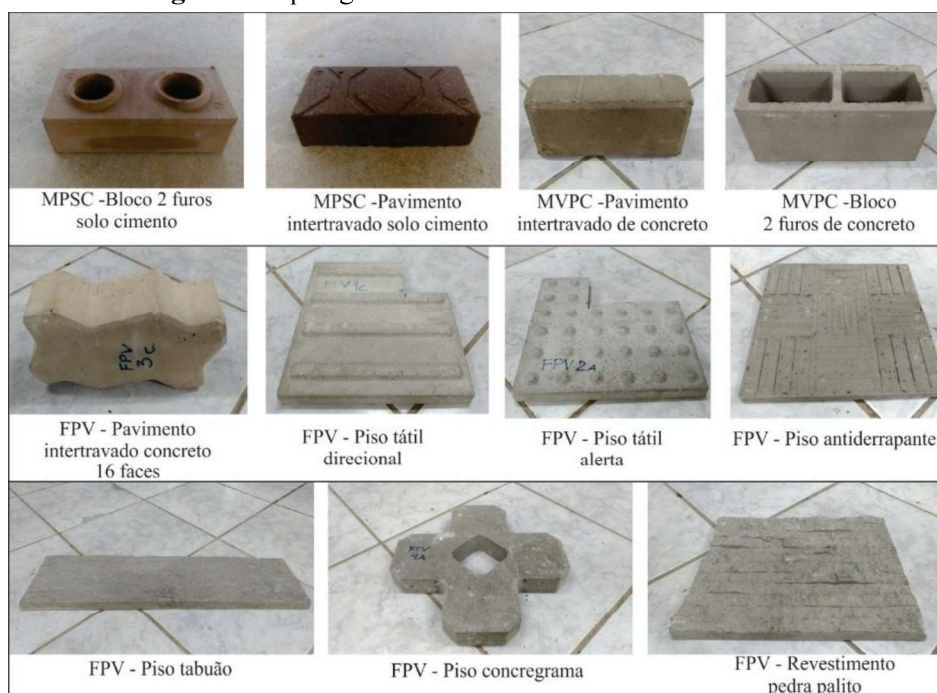 MPSC -Bloco 2 furos
solo cimento
MPSC -Pavimento
intertravado solo cimento
MVPC - Pavimento
intertravado de concreto
MVPC -Bloco
2 furos de concreto
FPV 3C
FPV 1C
FPV 2A
FPV - Pavimento
intertravado concreto
16 faces
FPV - Piso tátil
direcional
FPV - Piso tátil
alerta
FPV - Piso antiderrapante
FPV
4A
FPV - Piso tabuão
FPV - Piso concregrama
FPV - Revestimento
pedra palito